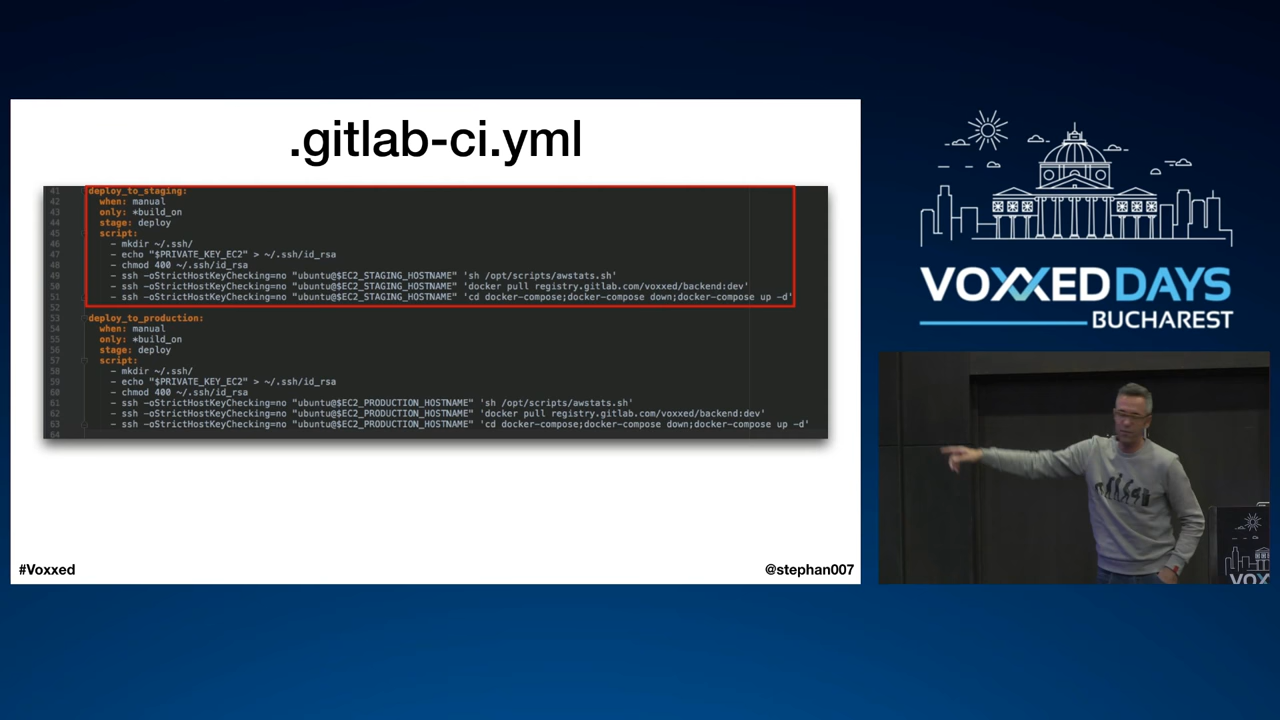 .gitlab-ci.yml
41 deploy_to_staging:
42 when: manual
43 only: *build_on
44 stage: deploy
45 script:
46 - mkdir ~/.ssh/
47 - echo "$PRIVATE_KEY_EC2" > ~/.ssh/id_rsa
48 - chmod 400 ~/.ssh/id_rsa
49 - ssh -oStrictHostKeyChecking=no "ubuntu@$EC2_STAGING_HOSTNAME" 'sh /opt/scripts/awstats.sh'
50 - ssh -oStrictHostKeyChecking=no "ubuntu@$EC2_STAGING_HOSTNAME" 'docker pull registry.gitlab.com/voxxed/backend:dev'
51 - ssh -oStrictHostKeyChecking=no "ubuntu@$EC2_STAGING_HOSTNAME" 'cd docker-compose;docker-compose down;docker-compose up -d'
52
53 deploy_to_production:
54 when: manual
55 only: *build_on
56 stage: deploy
57 script:
58 - mkdir ~/.ssh/
59 - echo "$PRIVATE_KEY_EC2" > ~/.ssh/id_rsa
60 - chmod 400 ~/.ssh/id_rsa
61 - ssh -oStrictHostKeyChecking=no "ubuntu@$EC2_PRODUCTION_HOSTNAME" 'sh /opt/scripts/awstats.sh'
62 - ssh -oStrictHostKeyChecking=no "ubuntu@$EC2_PRODUCTION_HOSTNAME" 'docker pull registry.gitlab.com/voxxed/backend:dev'
63 - ssh -oStrictHostKeyChecking=no "ubuntu@$EC2_PRODUCTION_HOSTNAME" 'cd docker-compose;docker-compose down;docker-compose up -d'
64
#Voxxed
@stephan007
VOXXED DAYS
BUCHAREST
VOX